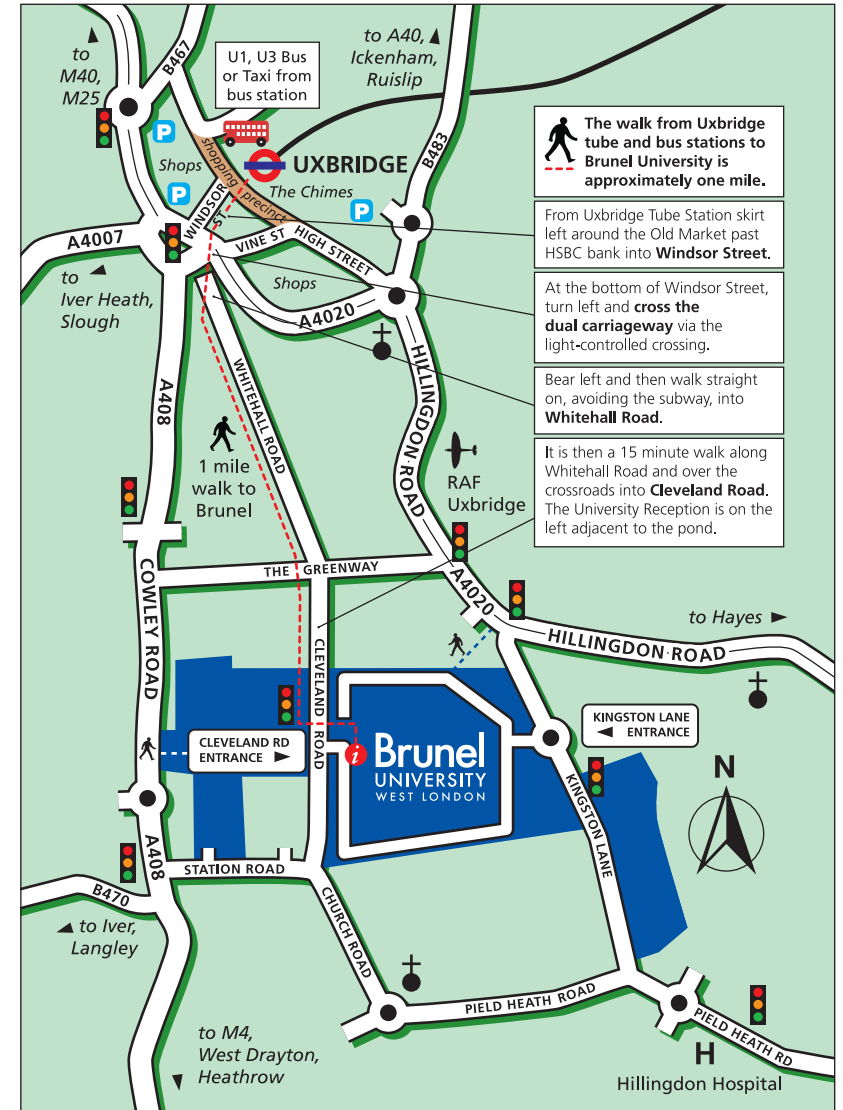 to
M40,
M25
B467
U1, U3 Bus
or Taxi from
bus station
to A40,
Ickenham,
Ruislip
B483
P
Shops
shopping
precinct
UXBRIDGE
The Chimes
P
P
WINDSOR
ST
VINE ST
HIGH STREET
A4007
to
Iver Heath,
Slough
Shops
A4020
The walk from Uxbridge
tube and bus stations to
Brunel University is
approximately one mile.
From Uxbridge Tube Station skirt
left around the Old Market past
HSBC bank into Windsor Street.
At the bottom of Windsor Street,
turn left and cross the
dual carriageway via the
light-controlled crossing.
Bear left and then walk straight
on, avoiding the subway, into
Whitehall Road.
It is then a 15 minute walk along
Whitehall Road and over the
crossroads into Cleveland Road.
The University Reception is on the
left adjacent to the pond.
A408
WHITEHALL ROAD
HILLINGDON ROAD
1 mile
walk to
Brunel
RAF
Uxbridge
COWLEY ROAD
THE GREENWAY
A4020
to Hayes
HILLINGDON ROAD
CLEVELAND
ROAD
CLEVELAND RD
ENTRANCE
i
Brunel
UNIVERSITY
WEST LONDON
KINGSTON LANE
ENTRANCE
KINGSTON LANE
N
A408
STATION ROAD
B470
to Iver,
Langley
CHURCH ROAD
PIELD HEATH ROAD
PIELD HEATH RD
to M4,
West Drayton,
Heathrow
H
Hillingdon Hospital